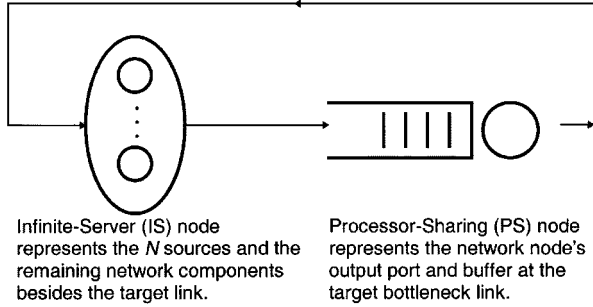 Infinite-Server (IS) node
represents the N sources and the
remaining network components
besides the target link.
Processor-Sharing (PS) node
represents the network node's
output port and buffer at the
target bottleneck link.